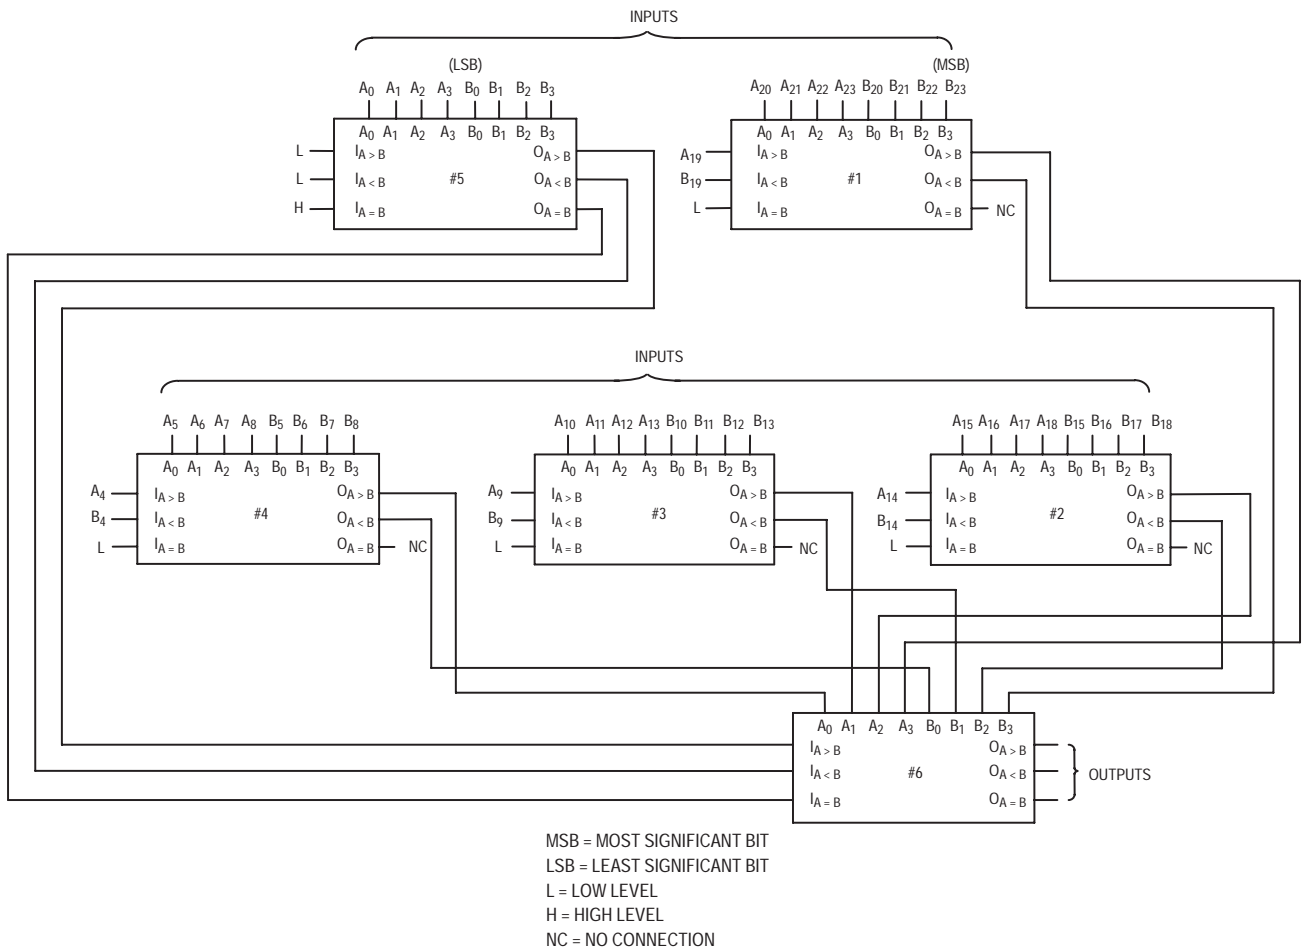 INPUTS
(LSB) (MSB)
A0 A1 A2 A3 B0 B1 B2 B3 A20 A21 A22 A23 B20 B21 B22 B23
A0 A1 A2 A3 B0 B1 B2 B3 A0 A1 A2 A3 B0 B1 B2 B3
L IA > B OA > B A19 IA > B OA > B
L IA < B #5 OA < B B19 IA < B #1 OA < B
H IA = B OA = B L IA = B OA = B NC
INPUTS
A5 A6 A7 A8 B5 B6 B7 B8 A10 A11 A12 A13 B10 B11 B12 B13 A15 A16 A17 A18 B15 B16 B17 B18
A0 A1 A2 A3 B0 B1 B2 B3 A0 A1 A2 A3 B0 B1 B2 B3 A0 A1 A2 A3 B0 B1 B2 B3
A4 IA > B OA > B A9 IA > B OA > B A14 IA > B OA > B
B4 IA < B #4 OA < B B9 IA < B #3 OA < B B14 IA < B #2 OA < B
L IA = B OA = B NC L IA = B OA = B NC L IA = B OA = B NC
A0 A1 A2 A3 B0 B1 B2 B3
IA > B OA > B
IA < B #6 OA < B OUTPUTS
IA = B OA = B
MSB = MOST SIGNIFICANT BIT
LSB = LEAST SIGNIFICANT BIT
L = LOW LEVEL
H = HIGH LEVEL
NC = NO CONNECTION